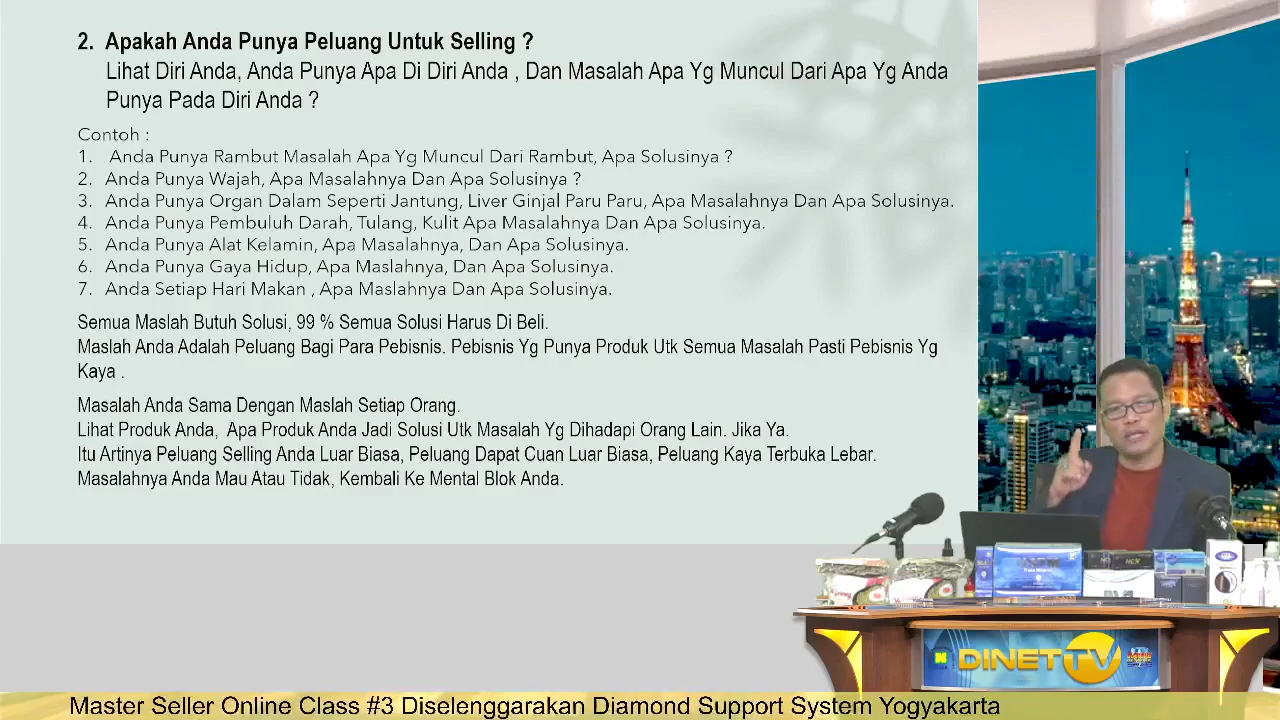 2. Apakah Anda Punya Peluang Untuk Selling ?
Lihat Diri Anda, Anda Punya Apa Di Diri Anda , Dan Masalah Apa Yg Muncul Dari Apa Yg Anda
Punya Pada Diri Anda ?
Contoh :
1. Anda Punya Rambut Masalah Apa Yg Muncul Dari Rambut, Apa Solusinya ?
2. Anda Punya Wajah, Apa Masalahnya Dan Apa Solusinya ?
3. Anda Punya Organ Dalam Seperti Jantung, Liver Ginjal Paru Paru, Apa Masalahnya Dan Apa Solusinya.
4. Anda Punya Pembuluh Darah, Tulang, Kulit Apa Masalahnya Dan Apa Solusinya.
5. Anda Punya Alat Kelamin, Apa Masalahnya, Dan Apa Solusinya.
6. Anda Punya Gaya Hidup, Apa Maslahnya, Dan Apa Solusinya.
7. Anda Setiap Hari Makan , Apa Maslahnya Dan Apa Solusinya.
Semua Maslah Butuh Solusi, 99 % Semua Solusi Harus Di Beli.
Maslah Anda Adalah Peluang Bagi Para Pebisnis. Pebisnis Yg Punya Produk Utk Semua Masalah Pasti Pebisnis Yg
Kaya .
Masalah Anda Sama Dengan Maslah Setiap Orang.
Lihat Produk Anda, Apa Produk Anda Jadi Solusi Utk Masalah Yg Dihadapi Orang Lain. Jika Ya.
Itu Artinya Peluang Selling Anda Luar Biasa, Peluang Dapat Cuan Luar Biasa, Peluang Kaya Terbuka Lebar.
Masalahnya Anda Mau Atau Tidak, Kembali Ke Mental Blok Anda.
DINET TV
Master Seller Online Class #3 Diselenggarakan Diamond Support System Yogyakarta